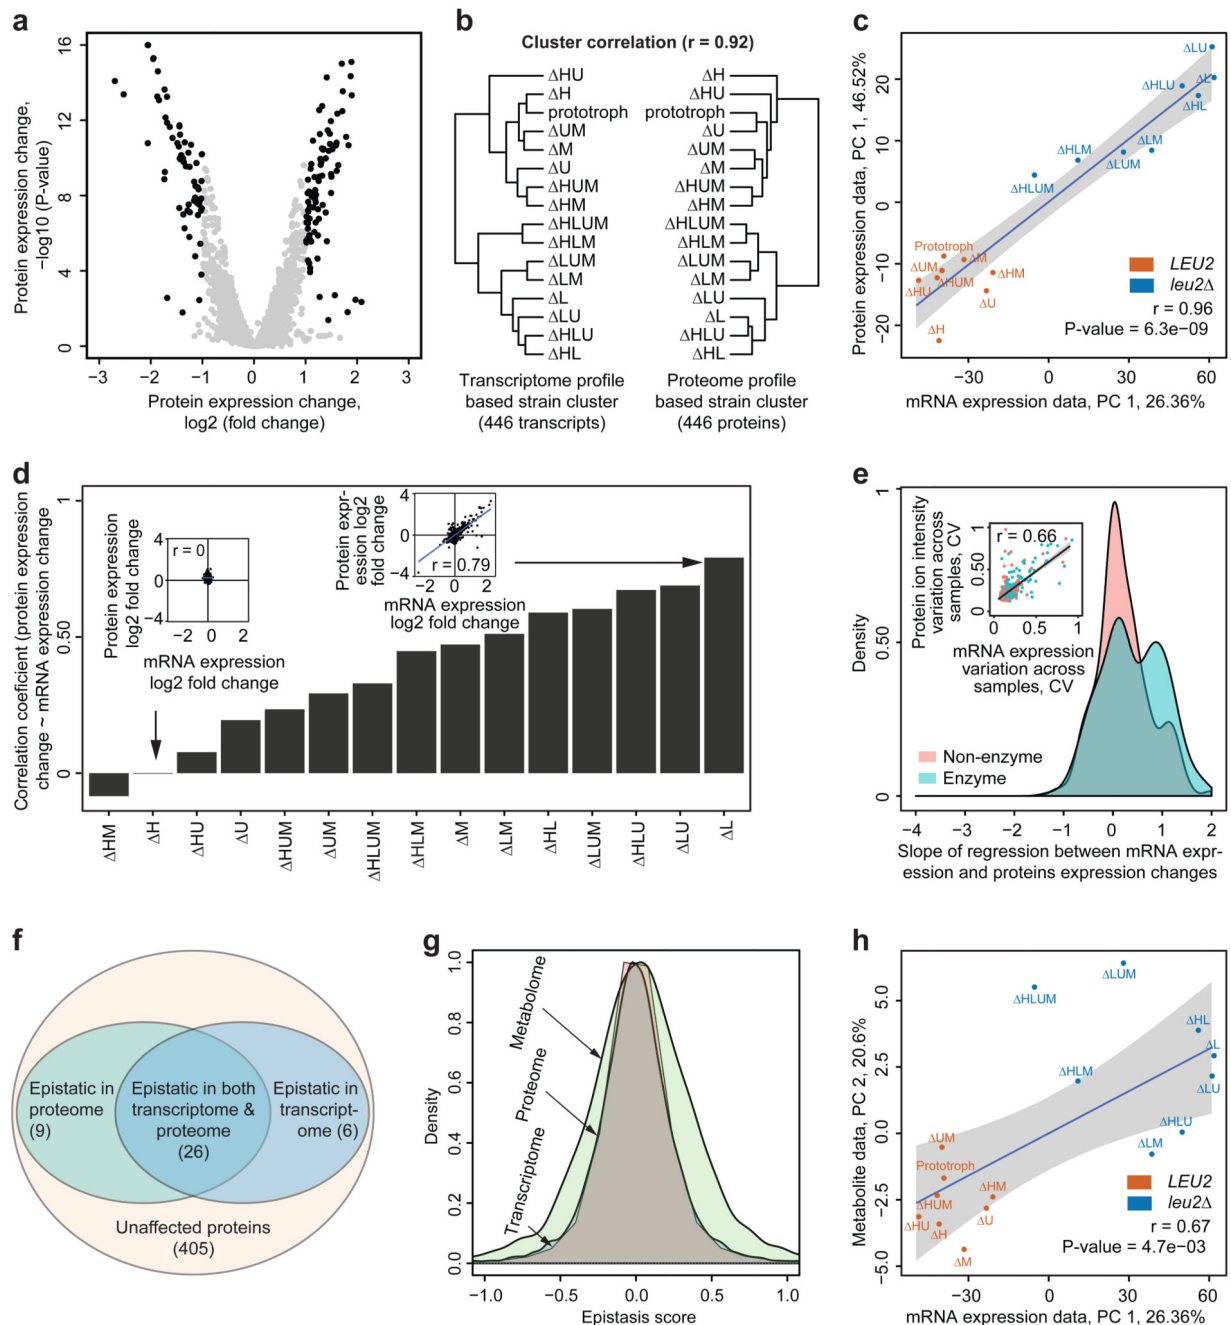 a
Protein expression change,
−log10 (P-value)
16
12
8
4
0
−3
−2
−1
0
1
2
3
Protein expression change,
log2 (fold change)
b
Cluster correlation (r = 0.92)
ΔHU
ΔH
prototroph
ΔUM
ΔM
ΔU
ΔHUM
ΔHM
ΔHLUM
ΔHLM
ΔLUM
ΔLM
ΔL
ΔLU
ΔHLU
ΔHL
Transcriptome profile
based strain cluster
(446 transcripts)
ΔH
ΔHU
prototroph
ΔU
ΔUM
ΔM
ΔHUM
ΔHM
ΔHLUM
ΔHLM
ΔLUM
ΔLM
ΔLU
ΔL
ΔHLU
ΔHL
Proteome profile
based strain cluster
(446 proteins)
c
Protein expression data, PC 1, 46.52%
20
10
0
−10
−20
ΔLU
ΔL
ΔHLU
ΔHL
ΔLM
ΔHLM
ΔLUM
ΔHLUM
Prototroph
ΔM
ΔUM
ΔHM
ΔHUM
ΔHU
ΔU
ΔH
LEU2
leu2Δ
r = 0.96
P-value = 6.3e−09
−30
0
30
60
mRNA expression data, PC 1, 26.36%
d
Correlation coeficient (protein expression
change ~ mRNA expression change
1
0.50
0
Protein expression
log2 fold change
4
0
−4
r = 0
−2
0
2
mRNA expression
log2 fold change
Protein expr-
ession log2
fold change
4
0
−4
r = 0.79
−2
0
2
mRNA expression
log2 fold change
ΔHM
ΔH
ΔHU
ΔU
ΔHUM
ΔUM
ΔHLUM
ΔHLM
ΔM
ΔLM
ΔHL
ΔLUM
ΔHLU
ΔLU
ΔL
e
Density
1
0.50
0
Protein ion intensity
variation across
samples, CV
1
0.50
0
r = 0.66
0
0.5
1
mRNA expression
variation across
samples, CV
Non-enzyme
Enzyme
−4
−3
−2
−1
0
1
2
Slope of regression between mRNA expr-
ession and proteins expression changes
f
Epistatic in
proteome
(9)
Epistatic in both
transcriptome &
proteome
(26)
Epistatic in
transcript-
ome (6)
Unaffected proteins
(405)
g
Density
1.0
0.8
0.6
0.4
0.2
0.0
Metabolome
Proteome
Transcriptome
−1.0
−0.5
0.0
0.5
1.0
Epistasis score
h
Metabolite data, PC 2, 20.6%
5.0
2.5
0.0
−2.5
−5.0
ΔLUM
ΔHLUM
ΔHL
ΔL
ΔHLM
ΔLU
ΔHLU
ΔLM
ΔUM
Prototroph
ΔHM
ΔHUM
ΔHU
ΔH
ΔU
ΔM
LEU2
leu2Δ
r = 0.67
P-value = 4.7e−03
−30
0
30
60
mRNA expression data, PC 1, 26.36%